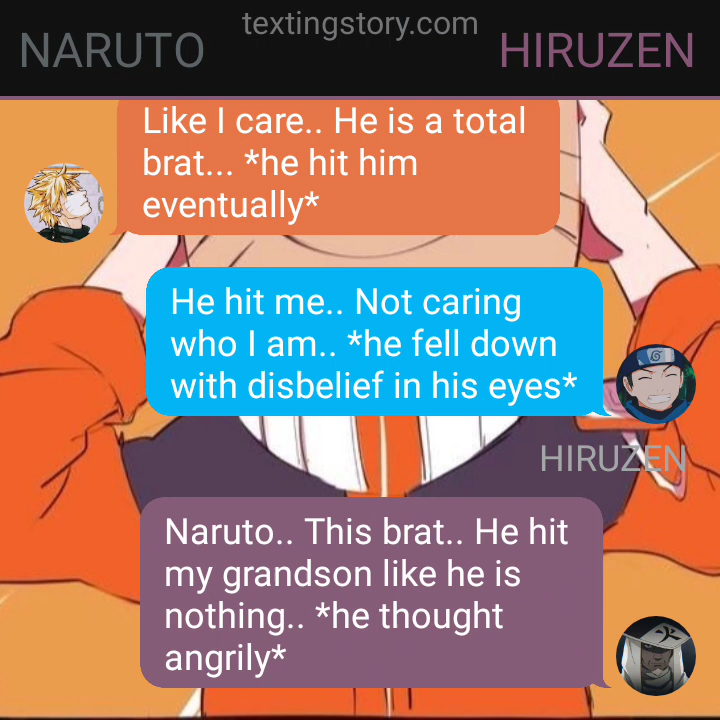 textingstory.com
NARUTO
HIRUZEN
Like I care.. He is a total
brat... *he hit him
eventually*
He hit me.. Not caring
who I am.. *he fell down
with disbelief in his eyes*
HIRUZEN
Naruto.. This brat.. He hit
my grandson like he is
nothing.. *he thought
angrily*